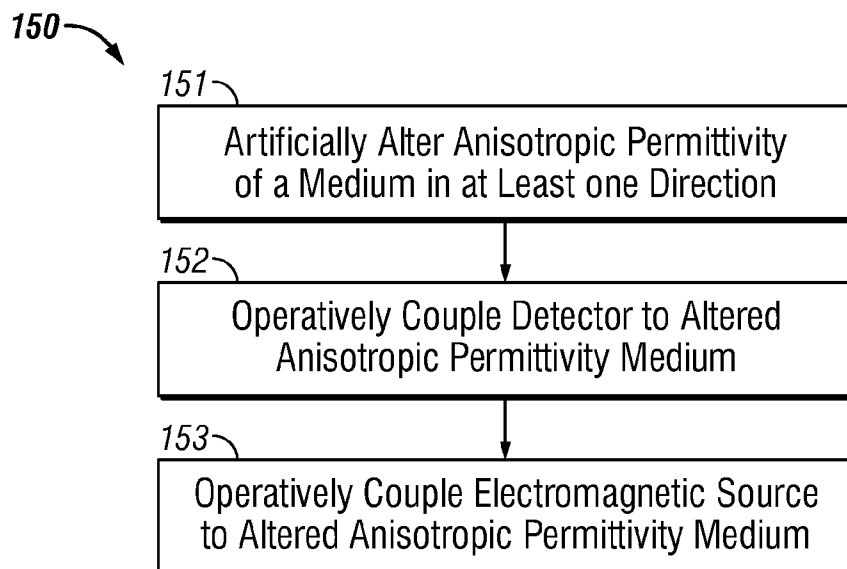 150
151
Artificially Alter Anisotropic Permittivity
of a Medium in at Least one Direction
152
Operatively Couple Detector to Altered
Anisotropic Permittivity Medium
153
Operatively Couple Electromagnetic Source
to Altered Anisotropic Permittivity Medium